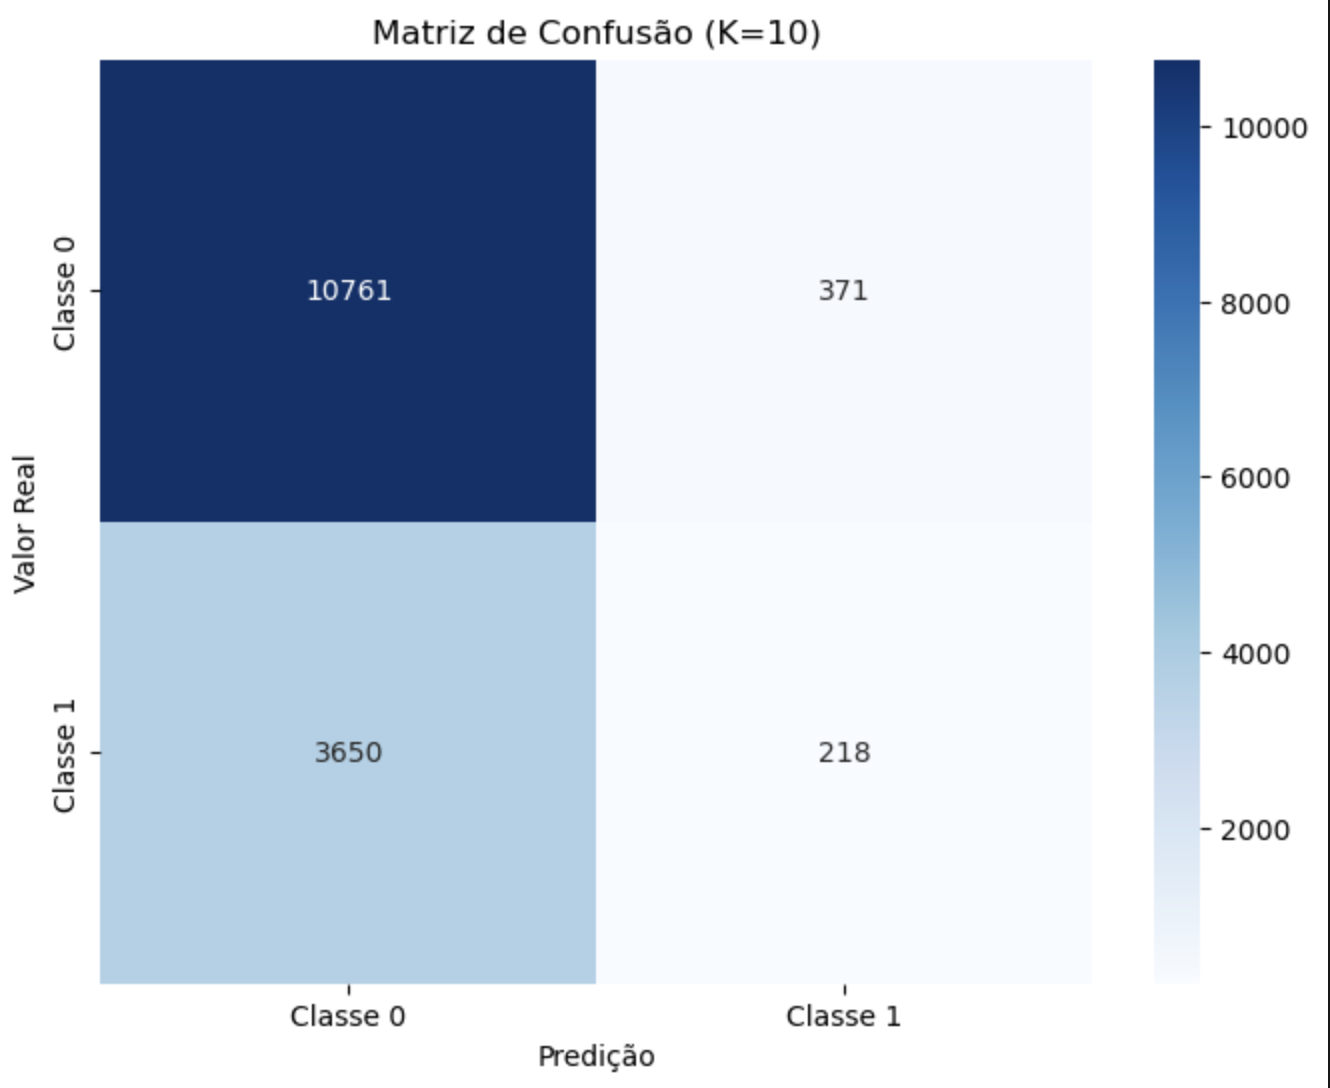 Matriz de Confusão (K=10)
Valor Real
Classe 0
Classe 1
10761
371
3650
218
Classe 0
Classe 1
Predição
10000
8000
6000
4000
2000